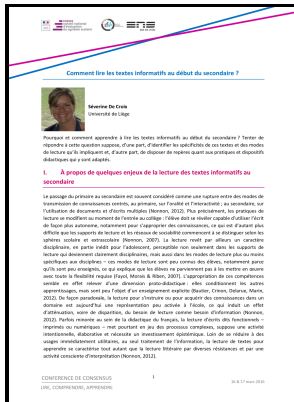 Comment lire les textes informatifs au début du secondaire ?
Séverine De Croix
Université de Liège
Pourquoi et comment apprendre à lire les textes informatifs au début du secondaire ? Tenter de
répondre à cette question suppose, d'une part, d'identifier les spécificités de ces textes et des modes
de lecture qu'ils impliquent et, d'autre part, de disposer de repères quant aux pratiques et dispositifs
didactiques qui y sont adaptés.
I. À propos de quelques enjeux de la lecture des textes informatifs au
secondaire
Le passage du primaire au secondaire est souvent considéré comme une rupture entre des modes de
transmission de connaissances centrés, au primaire, sur l'oralité et l'interactivité ; au secondaire, sur
l'utilisation de documents et d'écrits multiples (Nonnon, 2012). Plus précisément, les pratiques de
lecture se modifient au moment de l'entrée au collège : l'élève doit se révéler capable d'utiliser l'écrit
de façon plus autonome, notamment pour s'approprier des connaissances, ce qui est d'autant plus
difficile que les supports de lecture et les réseaux de sociabilité commencent à se distinguer selon les
sphères scolaire et extrascolaire (Nonnon, 2007). La lecture revêt par ailleurs un caractère
disciplinaire, en partie inédit pour l'adolescent, perceptible non seulement dans les supports de
lecture qui deviennent clairement disciplinaires, mais aussi dans les modes de lecture plus ou moins
spécifiques aux disciplines – ces modes de lecture sont peu connus des élèves, notamment parce
qu'ils sont peu enseignés, ce qui explique que les élèves ne parviennent pas à les mettre en œuvre
avec toute la flexibilité requise (Fayol, Morais & Riben, 2007). L'appropriation de ces compétences
semble en effet relever d'une dimension proto-didactique : elles conditionnent les autres
apprentissages, mais sont peu l'objet d'un enseignement explicite (Bautier, Crinon, Delarue, Marin,
2012). De façon paradoxale, la lecture pour s'instruire ou pour acquérir des connaissances dans un
domaine est aujourd'hui une représentation peu activée à l'école, ce qui induit un effet
d'atténuation, voire de disparition, du besoin de lecture comme besoin d'information (Nonnon,
2012). Parfois minorée au sein de la didactique du français, la lecture d'écrits dits fonctionnels –
imprimés ou numériques – met pourtant en jeu des processus complexes, suppose une activité
intentionnelle, élaborative et nécessite un investissement épistémique. Loin de se réduire à des
usages immédiatement utilitaires, au seul traitement de l'information, la lecture de textes pour
apprendre se caractérise tout autant que la lecture littéraire par diverses résistances et par une
activité consciente d'interprétation (Nonnon, 2012).
CONFÉRENCE DE CONSENSUS
LIRE, COMPRENDRE, APPRENDRE
1
16 & 17 mars 2016